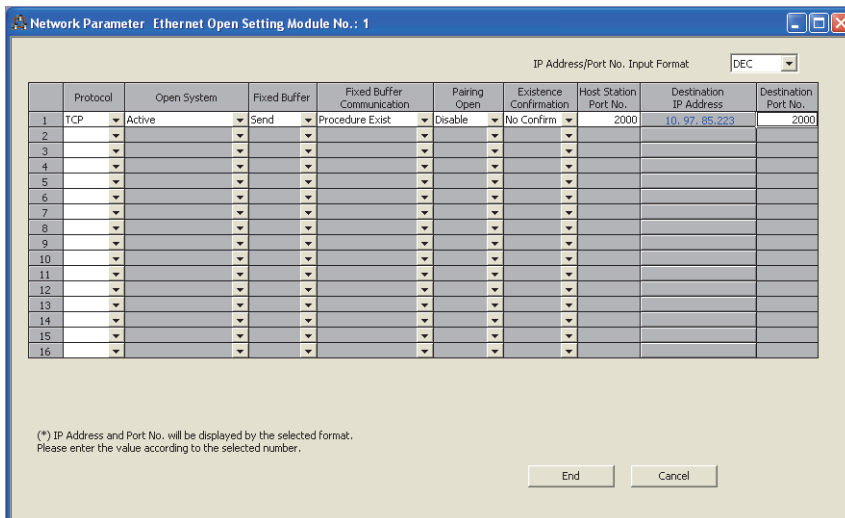 Network Parameter Ethernet Open Setting Module No.: 1
IP Address/Port No. Input Format DEC
Protocol Open System Fixed Buffer Fixed Buffer Communication Pairing Open Existence Confirmation Host Station Port No. Destination IP Address Destination Port No.
1 TCP Active Send Procedure Exist Disable No Confirm 2000 10. 97. 85.223 2000
2
3
4
5
6
7
8
9
10
11
12
13
14
15
16
(*) IP Address and Port No. will be displayed by the selected format.
Please enter the value according to the selected number.
End Cancel